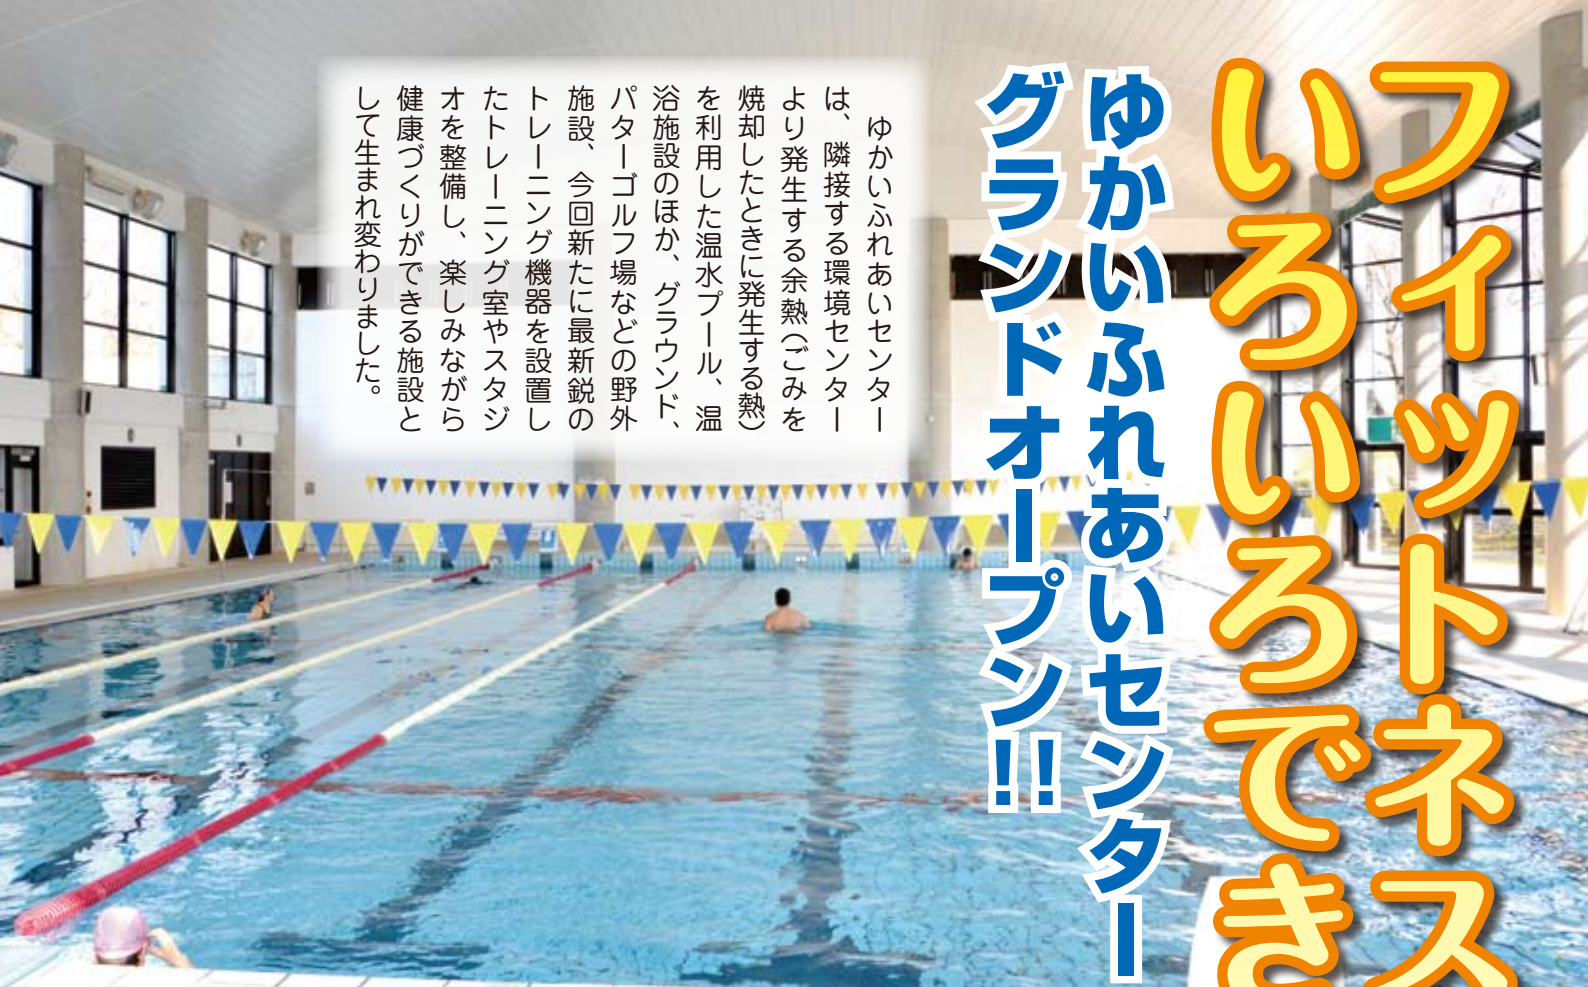 フィットネス
いろいろでき
ゆかいふれあいセンター
グランドオープン!!
ゆかいふれあいセンター
は、隣接する環境センター
より発生する余熱（ごみを
焼却したときに発生する熱）
を利用した温水プール、温
浴施設のほか、グラウンド、
パターゴルフ場などの野外
施設、今回新たに最新鋭の
トレーニング機器を設置し
たトレーニング室やスタジ
オを整備し、楽しみながら
健康づくりができる施設と
して生まれ変わりました。